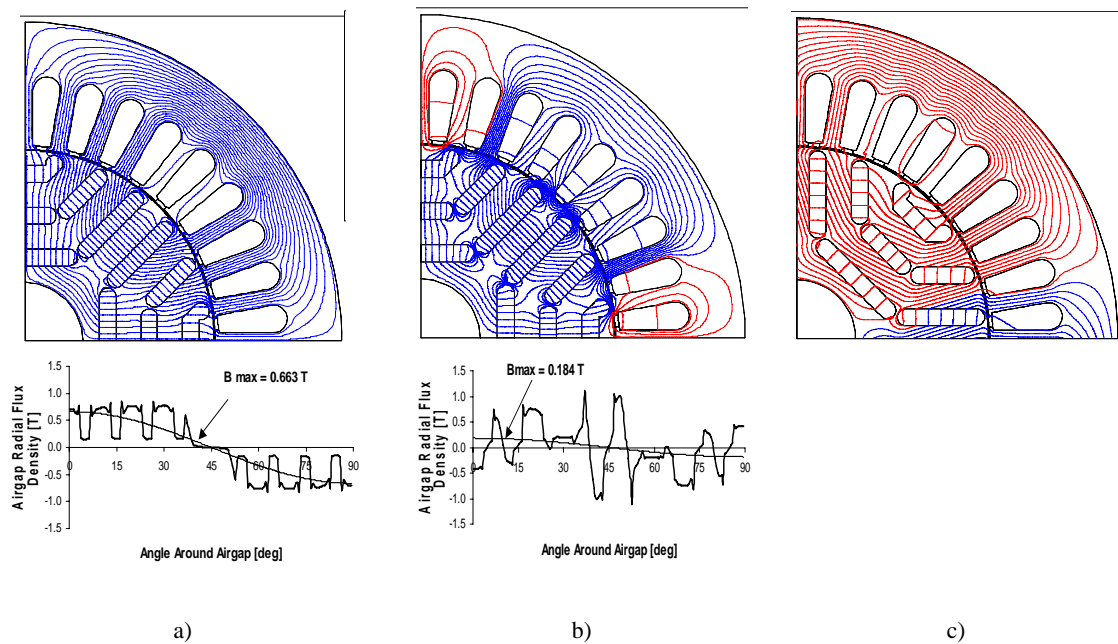 B max = 0.663 T
Airgap Radial Flux
Density [T]
1.5
1.0
0.5
0.0
-0.5
-1.0
-1.5
0 15 30 45 60 75 90
Angle Around Airgap [deg]
Bmax = 0.184 T
Airgap Radial Flux
Density [T]
1.5
1.0
0.5
0.0
-0.5
-1.0
-1.5
0 15 30 45 60 75 90
Angle Around Airgap [deg]
a) b) c)